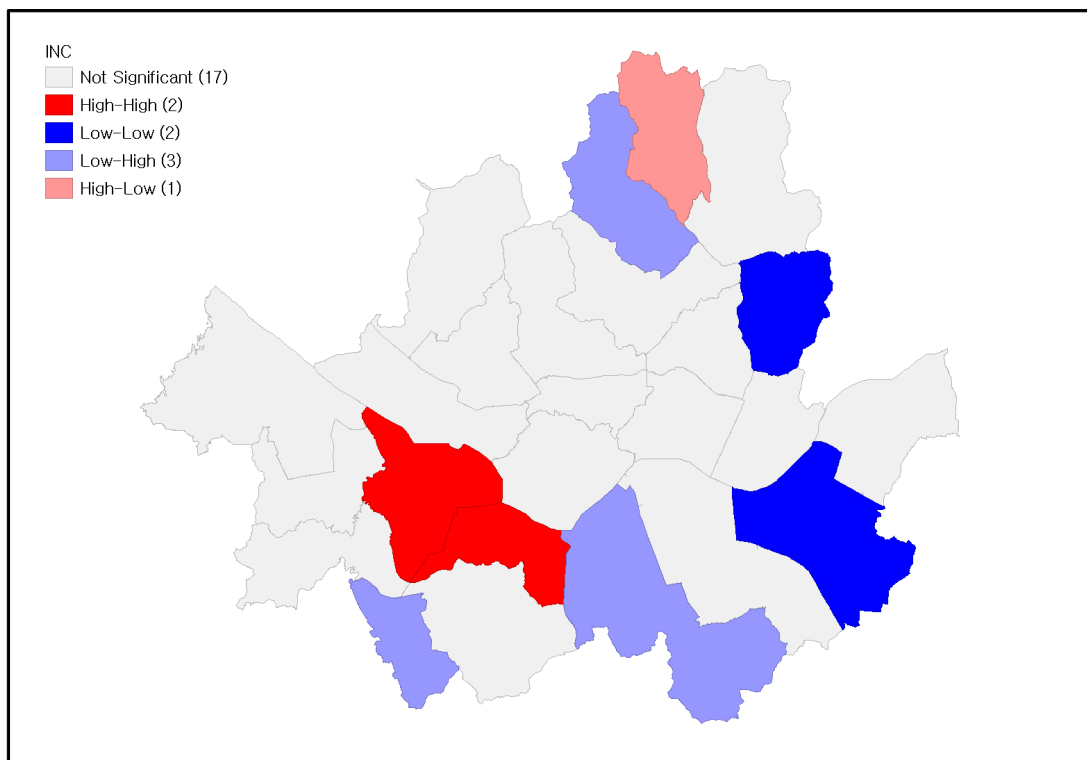 INC
Not Significant (17)
High-High (2)
Low-Low (2)
Low-High (3)
High-Low (1)